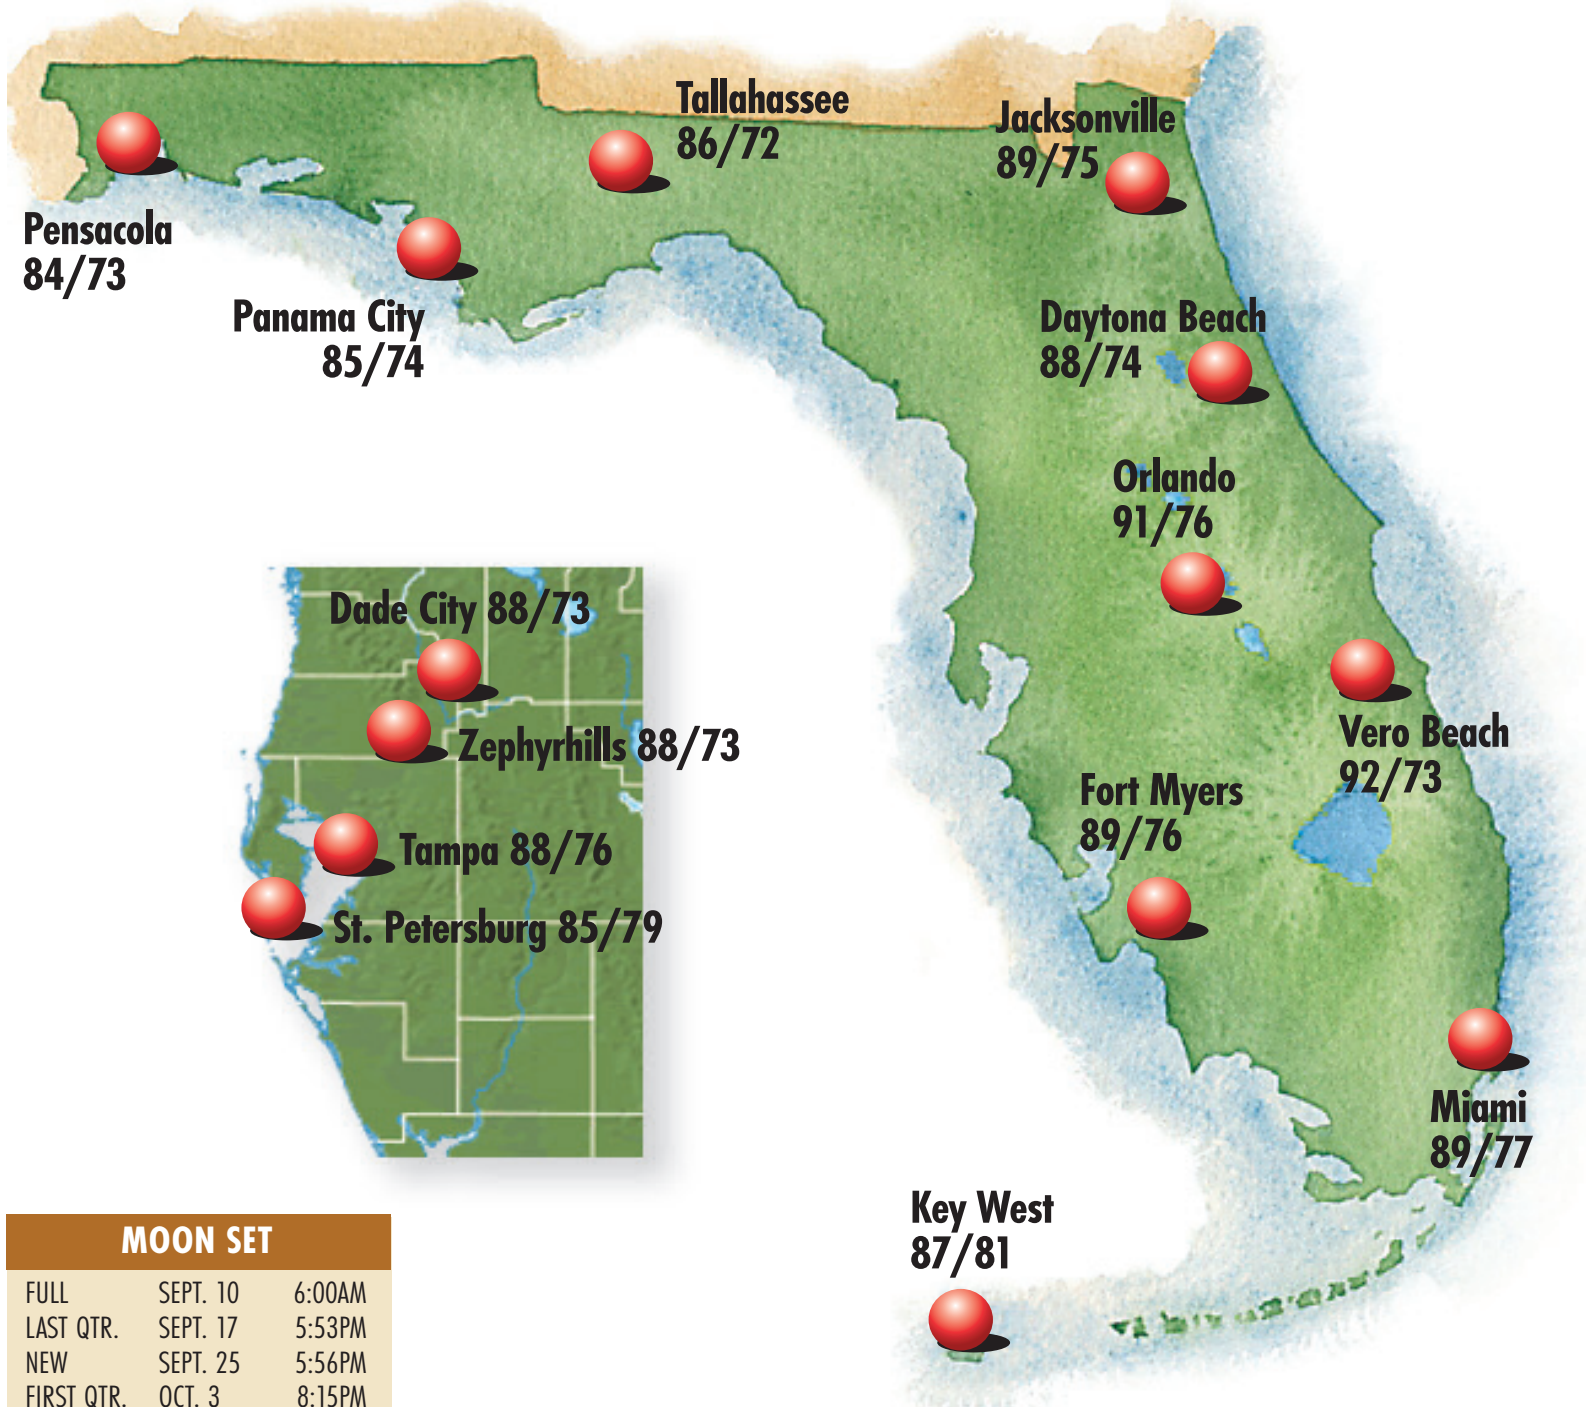 Tallahassee
86/72
Jacksonville
89/75
Pensacola
84/73
Panama City
85/74
Daytona Beach
88/74
Orlando
91/76
Dade City 88/73
Zephyrhills 88/73
Tampa 88/76
St. Petersburg 85/79
Vero Beach
92/73
Fort Myers
89/76
Miami
89/77
Key West
87/81
MOON SET
FULL SEPT. 10 6:00AM
LAST QTR. SEPT. 17 5:53PM
NEW SEPT. 25 5:56PM
FIRST QTR. OCT. 3 8:15PM